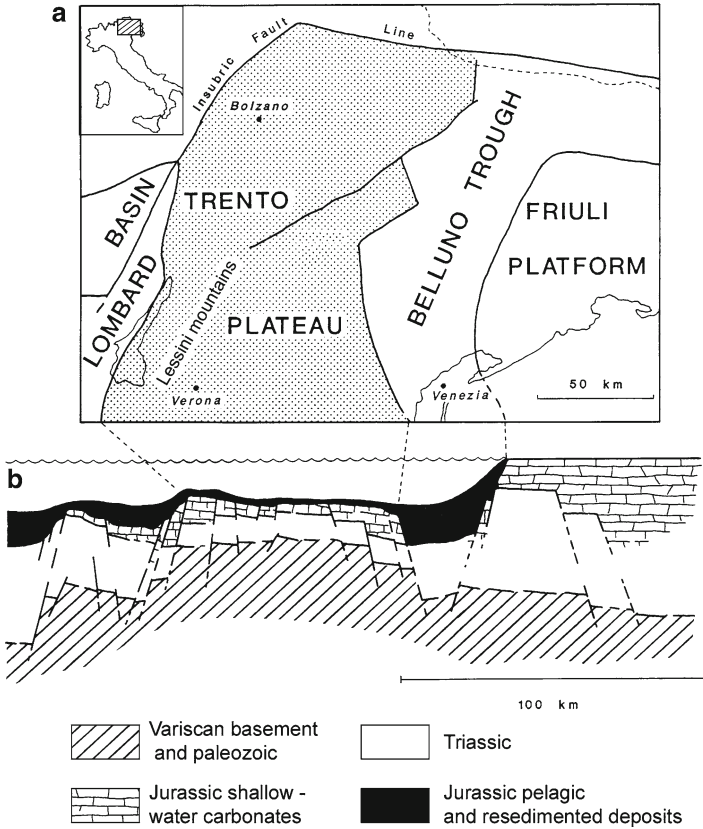 a
Insubric Fault Line
Bolzano
BASIN
TRENTO
LOMBARD
Lessini mountains
PLATEAU
BELLUNO TROUGH
FRIULI
PLATFORM
Verona
Venezia
50 km
b
100 km
Variscan basement
and paleozoic
Triassic
Jurassic shallow -
water carbonates
Jurassic pelagic
and resedimented deposits